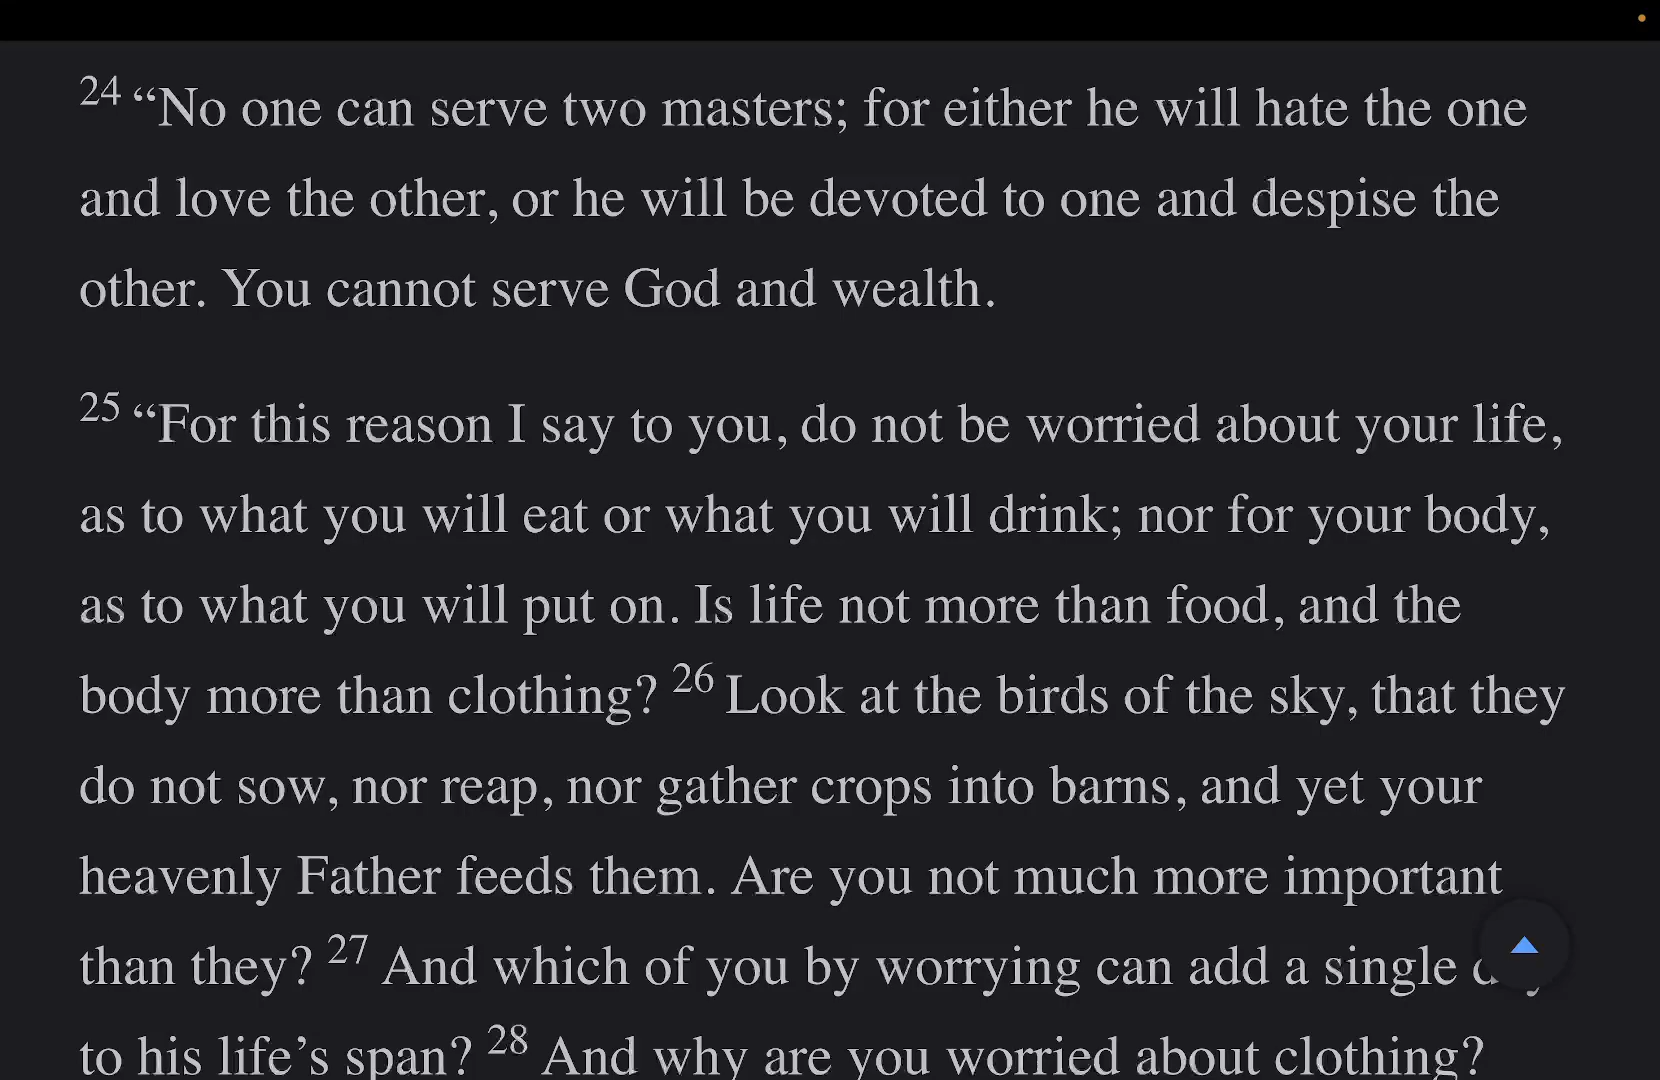 24 “No one can serve two masters; for either he will hate the one
and love the other, or he will be devoted to one and despise the
other. You cannot serve God and wealth.
25 “For this reason I say to you, do not be worried about your life,
as to what you will eat or what you will drink; nor for your body,
as to what you will put on. Is life not more than food, and the
body more than clothing? 26 Look at the birds of the sky, that they
do not sow, nor reap, nor gather crops into barns, and yet your
heavenly Father feeds them. Are you not much more important
than they? 27 And which of you by worrying can add a single
to his life’s span? 28 And why are you worried about clothing?